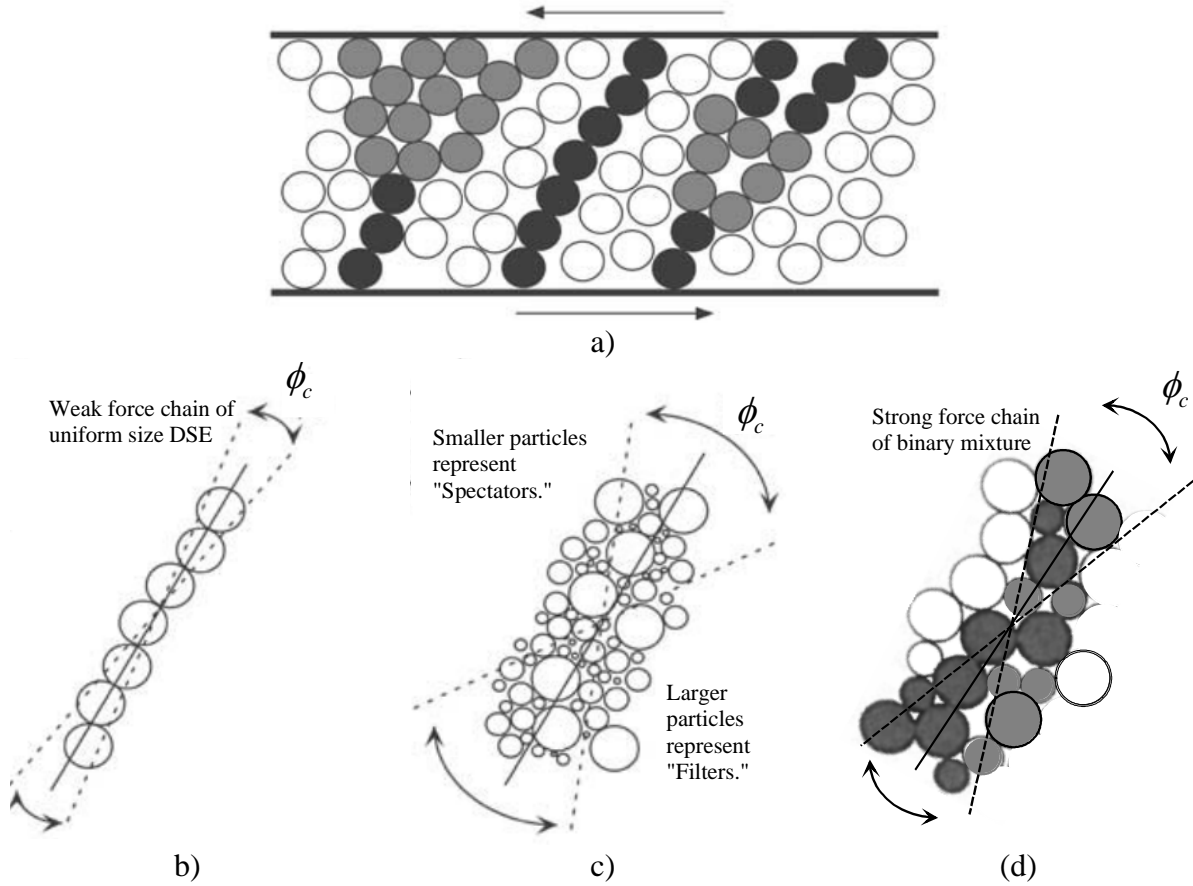 a)
ϕc
Weak force chain of
uniform size DSE
b)
ϕc
Smaller particles
represent
"Spectators."
Larger
particles
represent
"Filters."
c)
ϕc
Strong force chain
of binary mixture
(d)